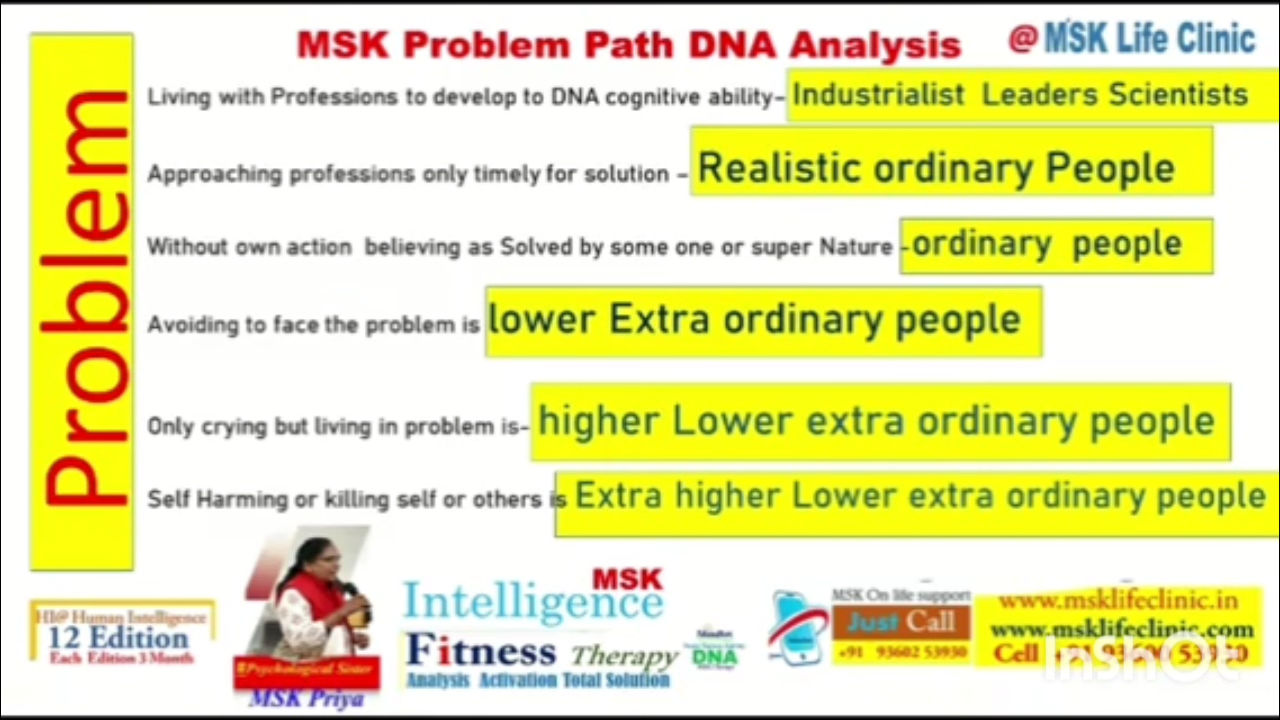 MSK Problem Path DNA Analysis
@ MSK Life Clinic
Problem
Living with Professions to develop to DNA cognitive ability- Industrialist Leaders Scientists
Approaching professions only timely for solution - Realistic ordinary People
Without own action believing as Solved by some one or super Nature -ordinary people
Avoiding to face the problem is lower Extra ordinary people
Only crying but living in problem is- higher Lower extra ordinary people
Self Harming or killing self or others is Extra higher Lower extra ordinary people
HI@ Human Intelligence
12 Edition
Each Edition 3 Month
#Psychological Sister
MSK Priya
MSK
Intelligence
Fitness Therapy
Analysis Activation Total Solution
DNA
MSK On life support
Just Call
+91 93602 53930
www.msklifeclinic.in
www.msklifeclinic.com
Cell +91 93600 53930
InShOt